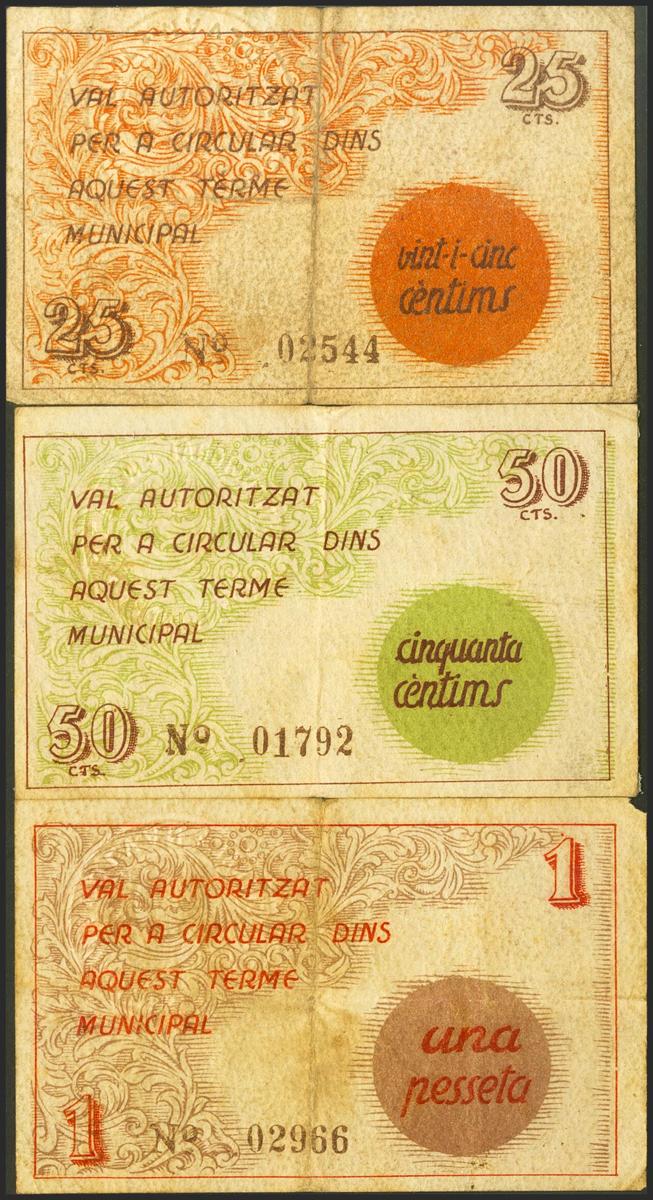 25
CTS.
VAL AUTORITZAT
PER A CIRCULAR DINS
AQUEST TERME
MUNICIPAL
vint-i-cinc
cèntims
25
CTS.
Nº 02544
50
CTS.
VAL AUTORITZAT
PER A CIRCULAR DINS
AQUEST TERME
MUNICIPAL
cinquanta
cèntims
50
CTS.
Nº 01792
1
VAL AUTORITZAT
PER A CIRCULAR DINS
AQUEST TERME
MUNICIPAL
una
pesseta
1
Nº 02966